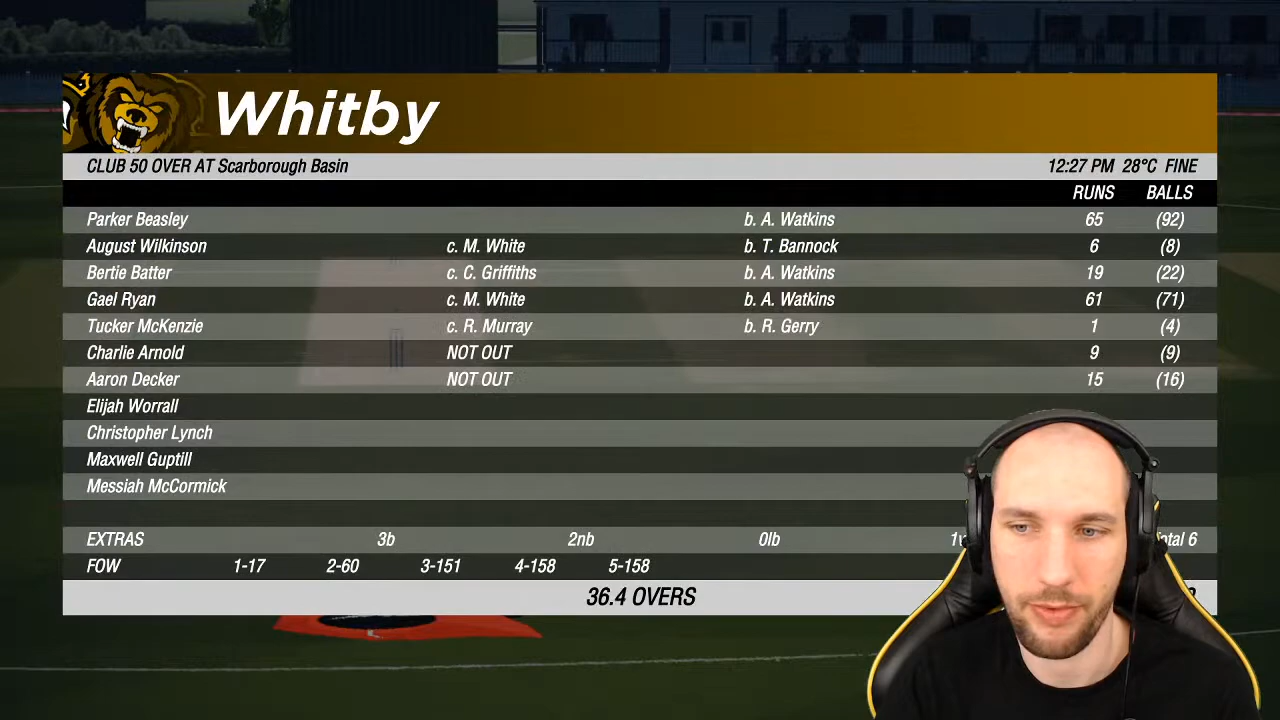 Whitby
CLUB 50 OVER AT Scarborough Basin 12:27 PM 28°C FINE
RUNS BALLS
Parker Beasley b. A. Watkins 65 (92)
August Wilkinson c. M. White b. T. Bannock 6 (8)
Bertie Batter c. C. Griffiths b. A. Watkins 19 (22)
Gael Ryan c. M. White b. A. Watkins 61 (71)
Tucker McKenzie c. R. Murray b. R. Gerry 1 (4)
Charlie Arnold NOT OUT 9 (9)
Aaron Decker NOT OUT 15 (16)
Elijah Worrall
Christopher Lynch
Maxwell Guptill
Messiah McCormick
EXTRAS 3b 2nb 0lb 6
FOW 1-17 2-60 3-151 4-158 5-158
36.4 OVERS